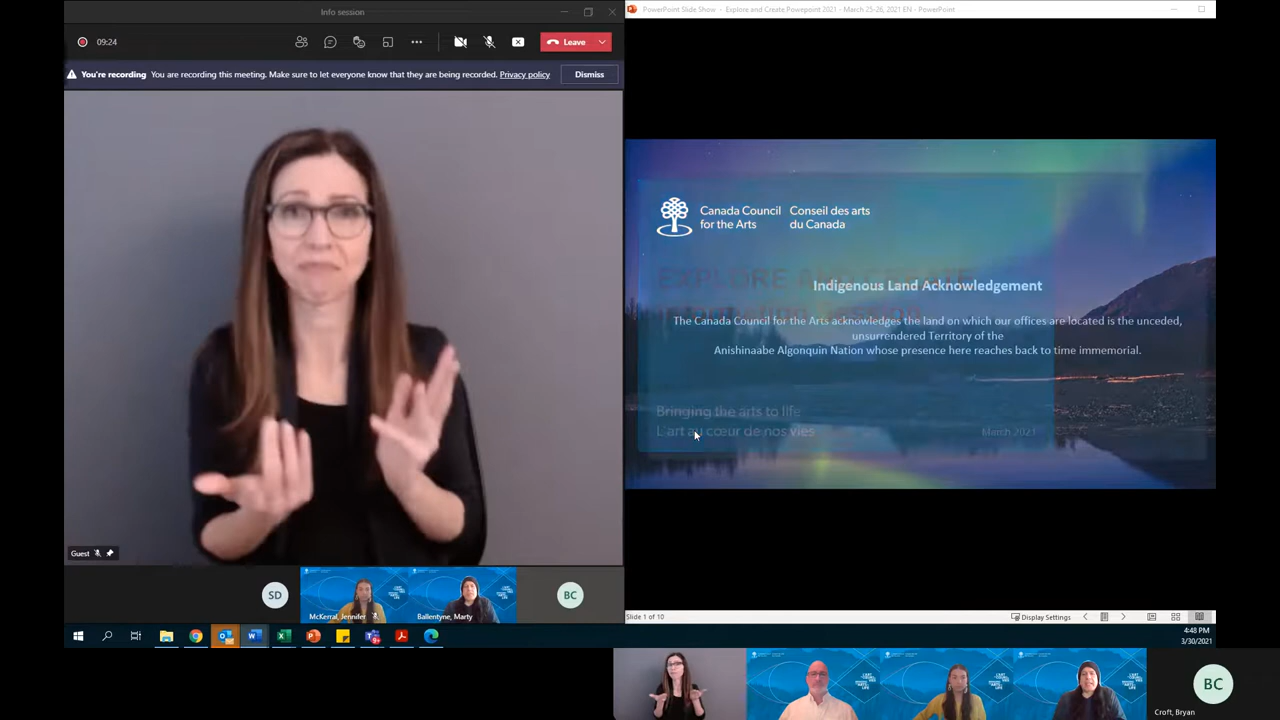 Info session
PowerPoint Slide Show - Explore and Create Powepoint 2021 - March 25-26, 2021 EN - PowerPoint
09:24
Leave
You're recording You are recording this meeting. Make sure to let everyone know that they are being recorded. Privacy policy
Dismiss
Canada Council
for the Arts
Conseil des arts
du Canada
EXPLORE AND CREATE
Indigenous Land Acknowledgement
The Canada Council for the Arts acknowledges the land on which our offices are located is the unceded,
unsurrendered Territory of the
Anishinaabe Algonquin Nation whose presence here reaches back to time immemorial.
Bringing the arts to life
L'art au cœur de nos vies
March 2021
Guest
SD
McKerral, Jennifer
Ballentyne, Marty
BC
Slide 1 of 10
Display Settings
4:48 PM
3/30/2021
BC
Croft, Bryan